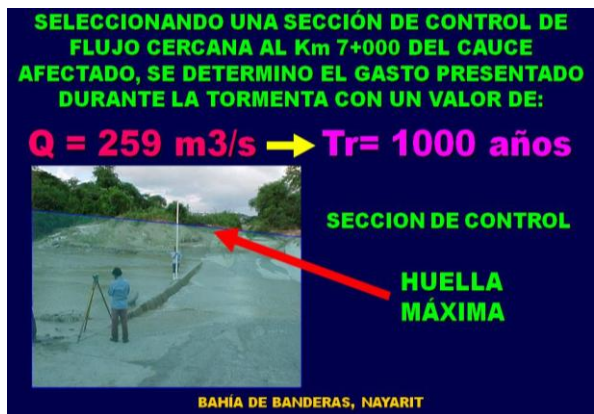 SELECCIONANDO UNA SECCIÓN DE CONTROL DE
FLUJO CERCANA AL Km 7+000 DEL CAUCE
AFECTADO, SE DETERMINO EL GASTO PRESENTADO
DURANTE LA TORMENTA CON UN VALOR DE:
Q = 259 m3/s Tr= 1000 años
SECCION DE CONTROL
HUELLA
MÁXIMA
BAHÍA DE BANDERAS, NAYARIT